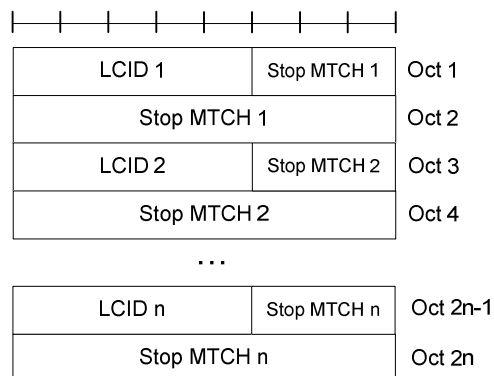 LCID 1 Stop MTCH 1 Oct 1
Stop MTCH 1 Oct 2
LCID 2 Stop MTCH 2 Oct 3
Stop MTCH 2 Oct 4
...
LCID n Stop MTCH n Oct 2n-1
Stop MTCH n Oct 2n